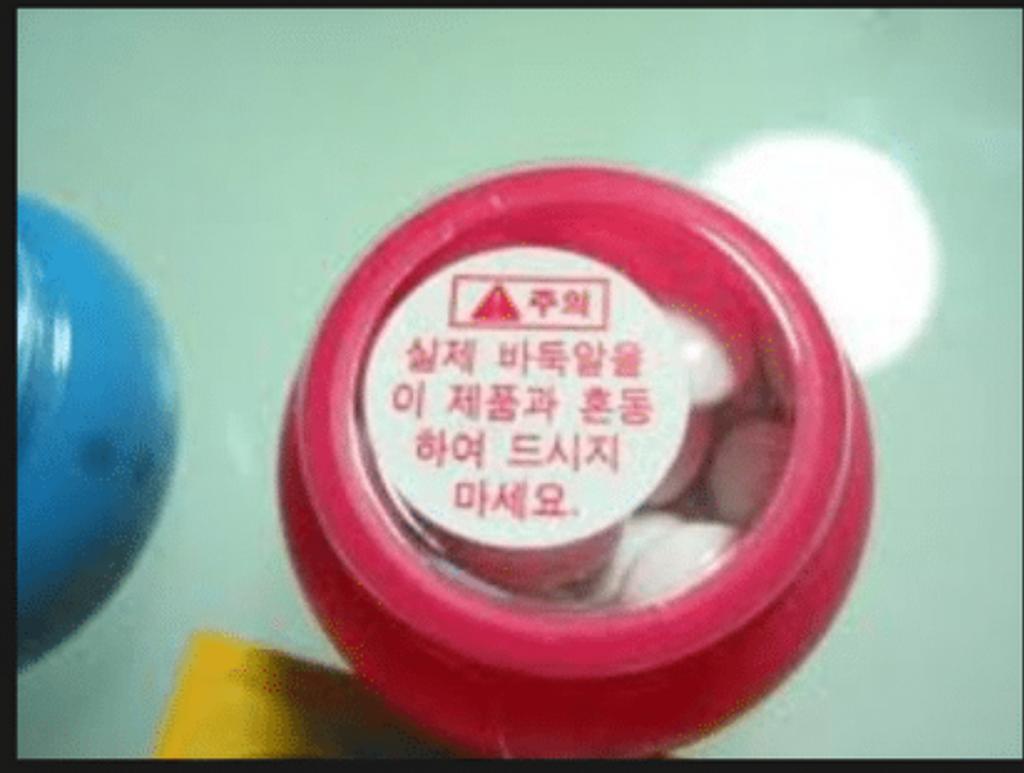 주의
실제 바둑알을
이 제품과 혼동
하여 드시지
마세요.